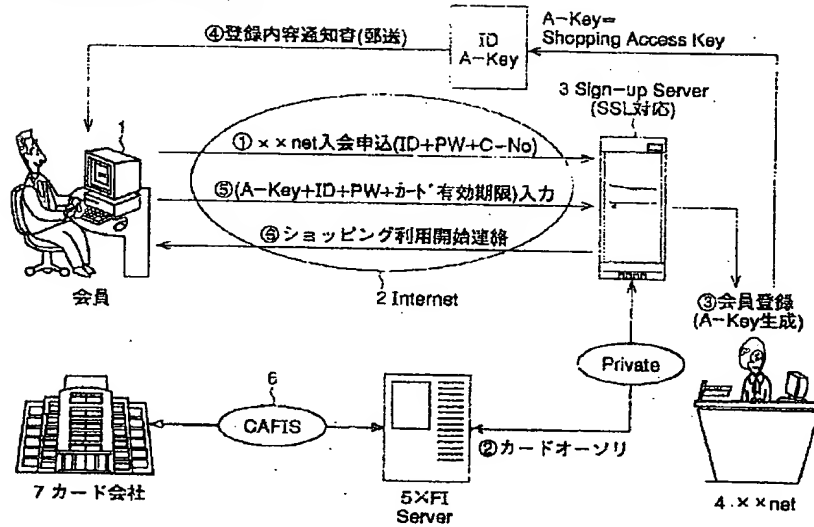 ④登録内容通知書(郵送)
ID
A-Key
A-Key=
Shopping Access Key
3 Sign-up Server
(SSL対応)
1
①××net入会申込(ID+PW+C-No)
⑤(A-Key+ID+PW+カード有効期限)入力
⑥ショッピング利用開始連絡
会員
2 Internet
③会員登録
(A-Key生成)
Private
6
CAFIS
②カードオーソリ
7 カード会社
5XFI
Server
4.××net